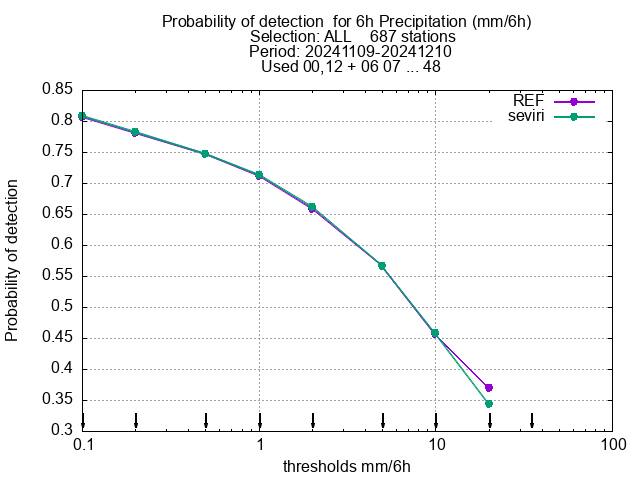 Probability of detection  for 6h Precipitation (mm/6h)
Selection: ALL    687 stations
Period: 20241109-20241210
Used 00,12 + 06 07 ... 48
REF
seviri
0.85
0.8
0.75
0.7
0.65
0.6
0.55
0.5
0.45
0.4
0.35
0.3
Probability of detection
0.1 1 10 100
thresholds mm/6h